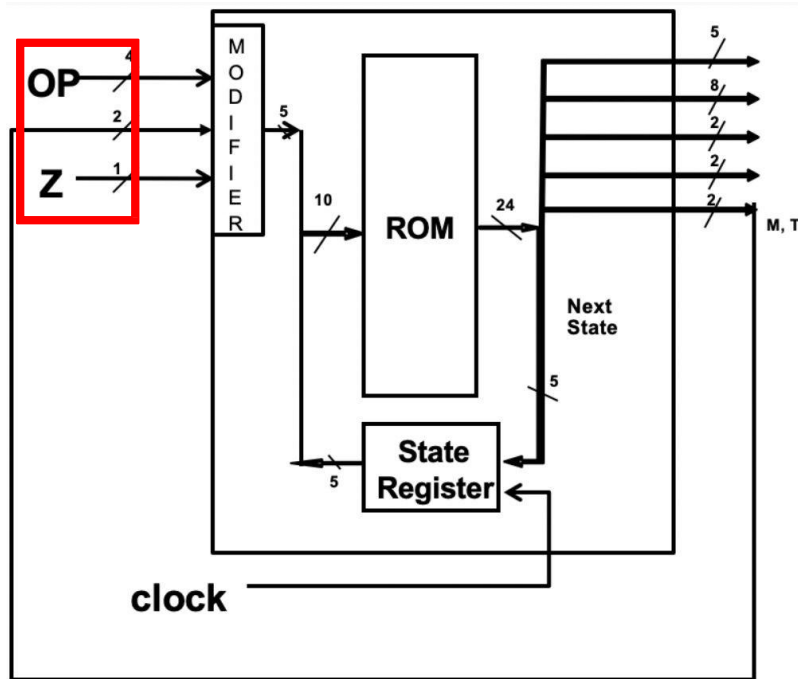 OP
4
2
Z
1
MODIFIER
5
10
ROM
24
5
8
2
2
2
M, T
Next
State
5
State
Register
5
clock